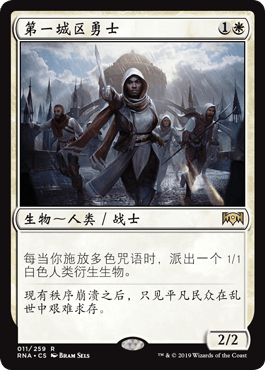 第一城区勇士 1
生物～人类／战士
每当你施放多色咒语时，派出一个 1/1
白色人类衍生生物。
现有秩序崩溃之后，只见平凡民众在乱
世中艰难求存。
2/2
011/259 R
RNA • CS BRAM SELS
™ & © 2019 Wizards of the Coast